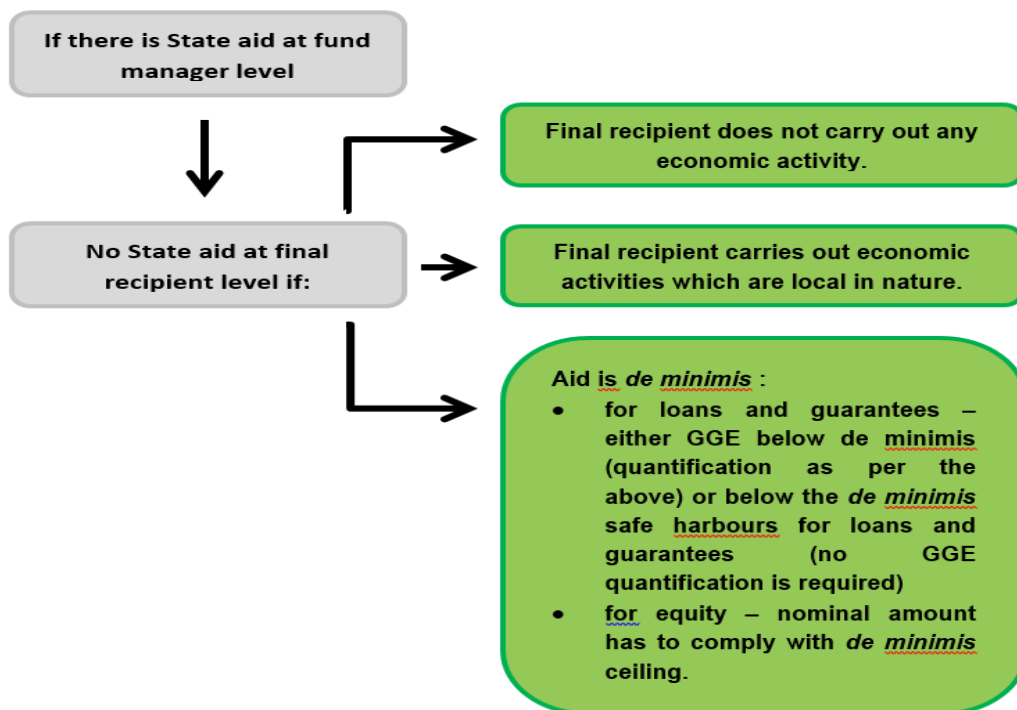 If there is State aid at fund
manager level
Final recipient does not carry out any
economic activity.
No State aid at final
recipient level if:
Final recipient carries out economic
activities which are local in nature.
Aid is de minimis :
• for loans and guarantees –
either GGE below de minimis
(quantification as per the
above) or below the de minimis
safe harbours for loans and
guarantees (no GGE
quantification is required)
• for equity – nominal amount
has to comply with de minimis
ceiling.